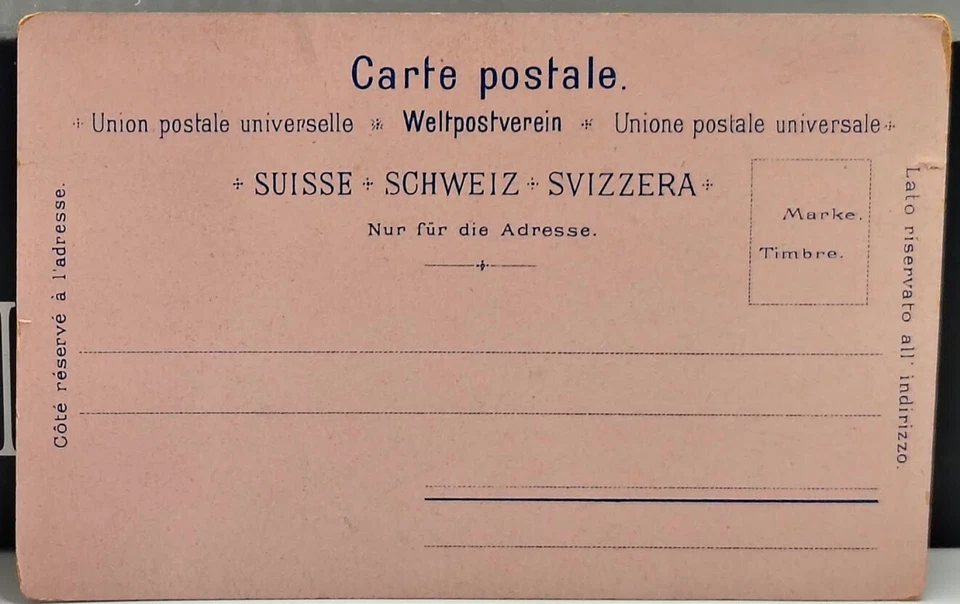 Carte postale.
Union postale universelle Weltpostverein Unione postale universale
SUISSE SCHWEIZ SVIZZERA
Nur für die Adresse.
Marke.
Timbre.
Côté réservé à l'adresse.
Lato riservato all' indirizzo.